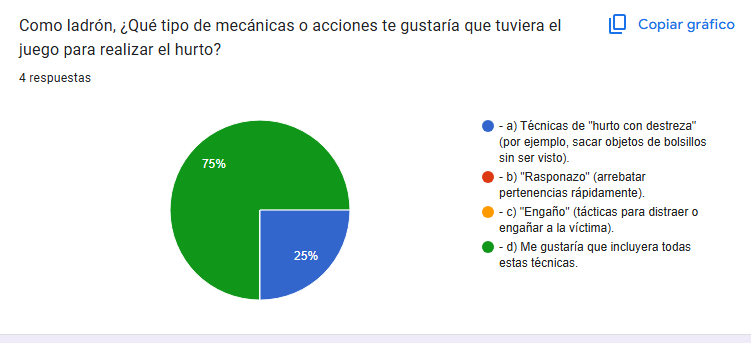 Como ladrón, ¿Qué tipo de mecánicas o acciones te gustaría que tuviera el
juego para realizar el hurto?
Copiar gráfico
4 respuestas
75%
25%
- a) Técnicas de "hurto con destreza"
(por ejemplo, sacar objetos de bolsillos
sin ser visto).
- b) "Rasponazo" (arrebatar
pertenencias rápidamente).
- c) "Engaño" (tácticas para distraer o
engañar a la víctima).
- d) Me gustaría que incluyera todas
estas técnicas.